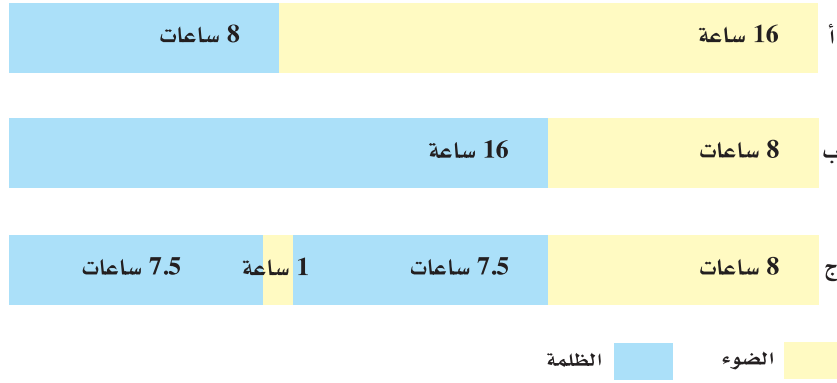 أ 16 ساعة 8 ساعات
ب 8 ساعات 16 ساعة
ج 8 ساعات 7.5 ساعات 1 ساعة 7.5 ساعات
الضوء الظلمة